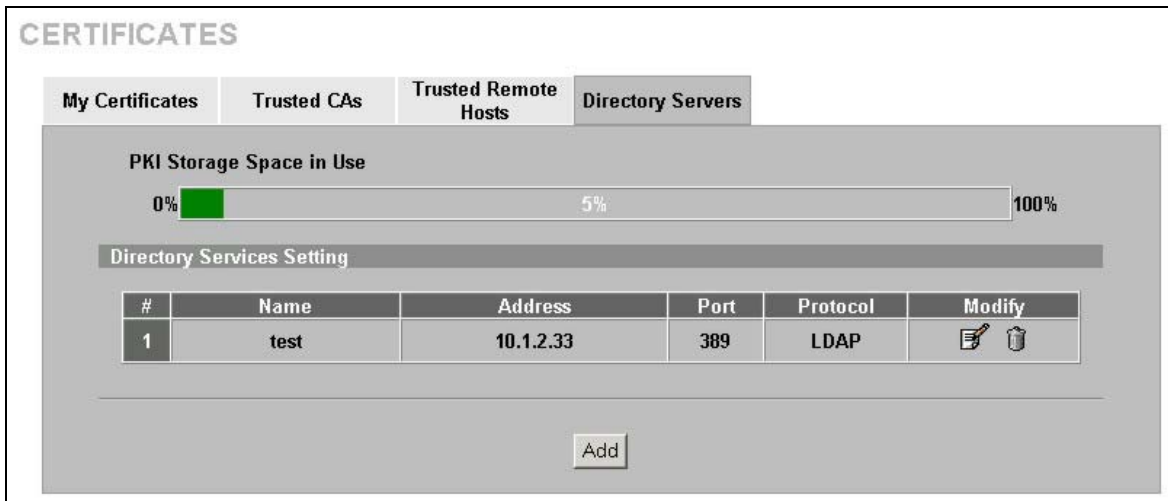 CERTIFICATES
My Certificates Trusted CAs Trusted Remote Hosts Directory Servers
PKI Storage Space in Use
0% 5% 100%
Directory Services Setting
# Name Address Port Protocol Modify
1 test 10.1.2.33 389 LDAP
Add